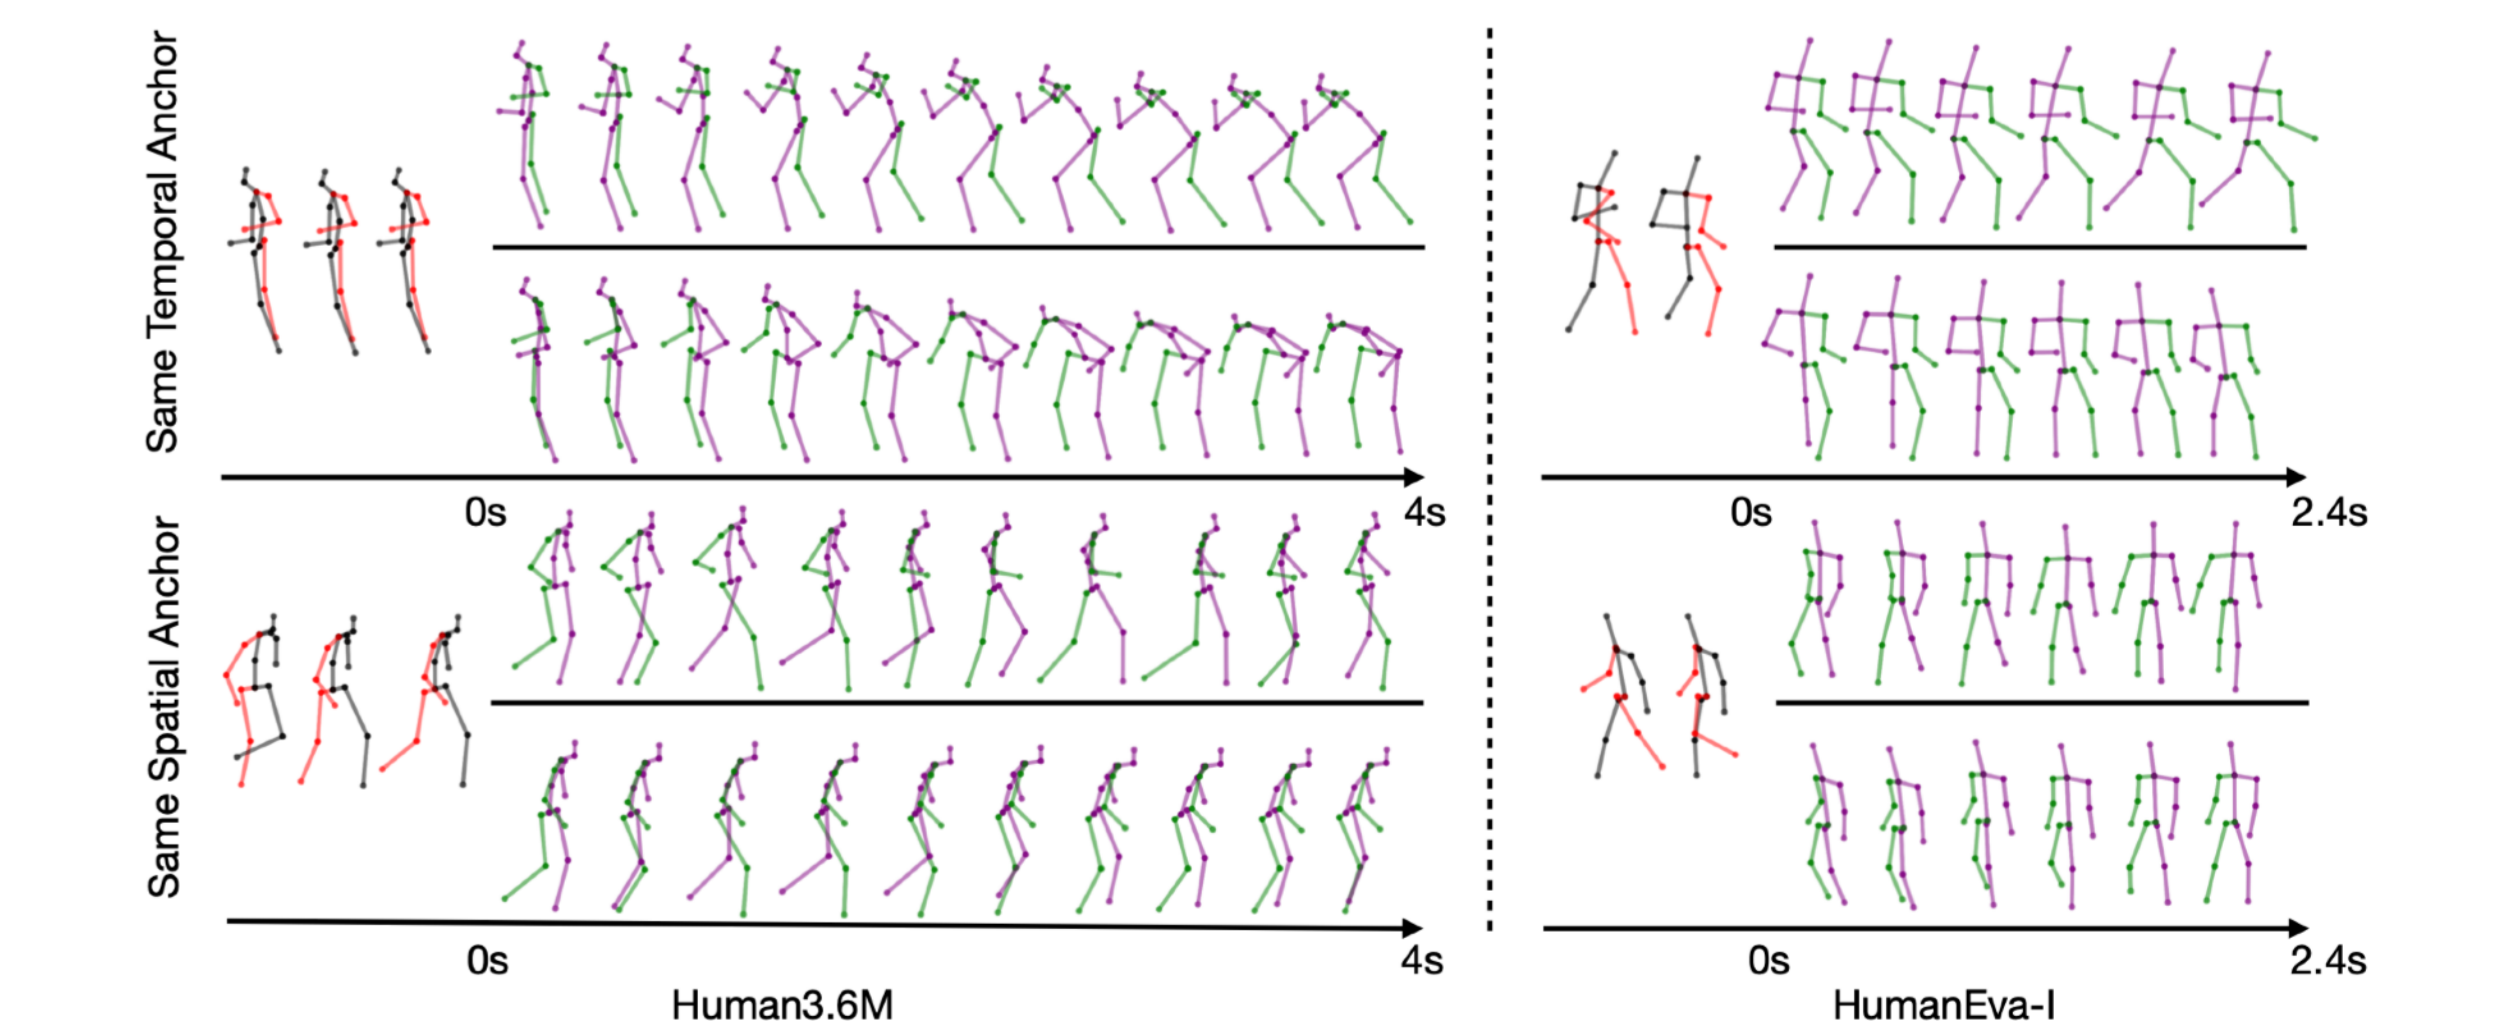 Same Temporal Anchor
0s
4s
0s
2.4s
Same Spatial Anchor
0s
4s
0s
2.4s
Human3.6M
HumanEva-I